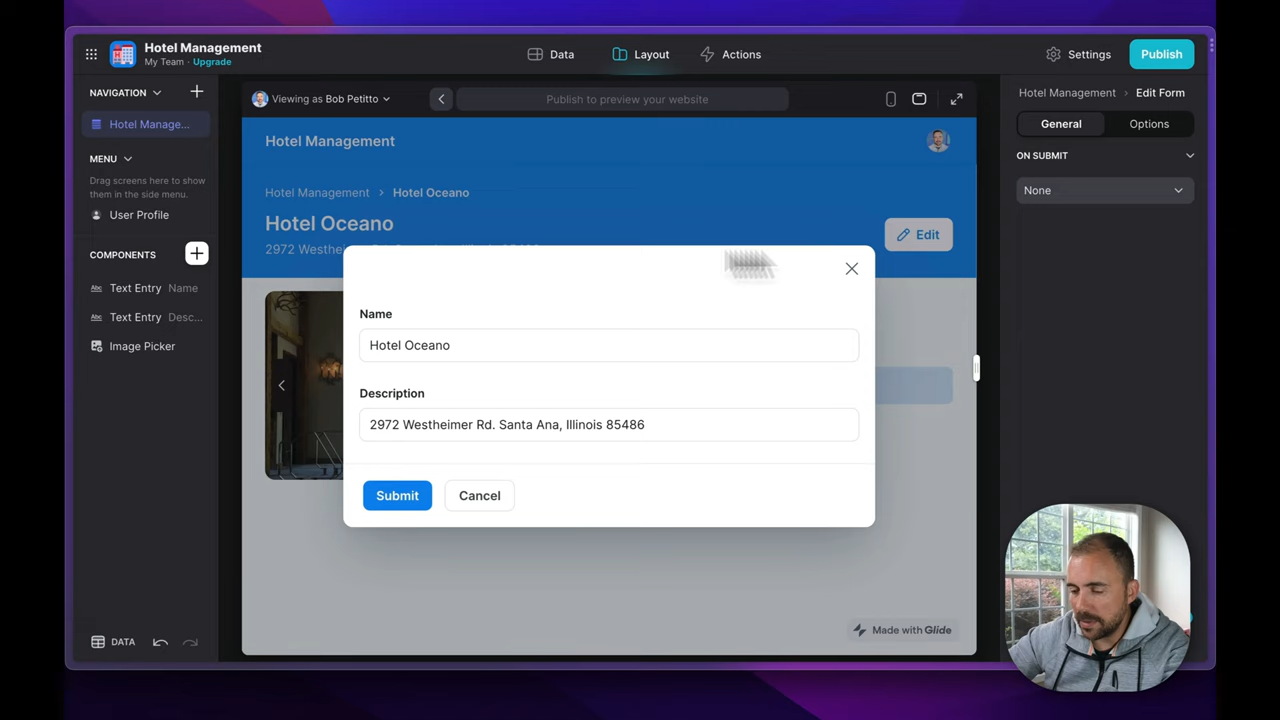 Hotel Management
My Team · Upgrade
Data
Layout
Actions
Settings
Publish
NAVIGATION
Hotel Manage...
MENU
Drag screens here to show
them in the side menu.
User Profile
COMPONENTS
Abc Text Entry Name
Abc Text Entry Desc...
Image Picker
DATA
Viewing as Bob Petitto
Publish to preview your website
Hotel Management
Hotel Management > Hotel Oceano
Hotel Oceano
2972 Westhei
Edit
Name
Hotel Oceano
Description
2972 Westheimer Rd. Santa Ana, Illinois 85486
Submit
Cancel
Made with Glide
Hotel Management > Edit Form
General
Options
ON SUBMIT
None